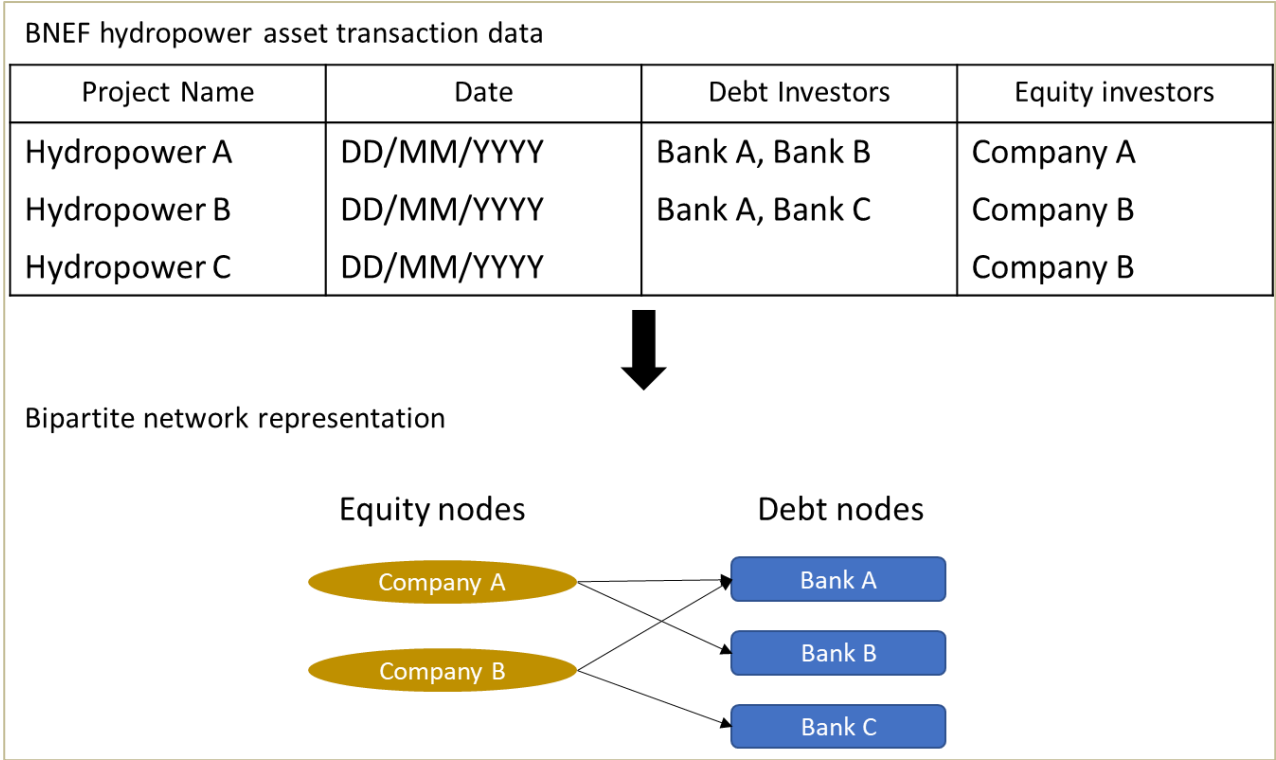 BNEF hydropower asset transaction data
Project Name Date Debt Investors Equity investors
Hydropower A DD/MM/YYYY Bank A, Bank B Company A
Hydropower B DD/MM/YYYY Bank A, Bank C Company B
Hydropower C DD/MM/YYYY Company B
Bipartite network representation
Equity nodes Debt nodes
Company A Bank A
Bank B
Company B
Bank C